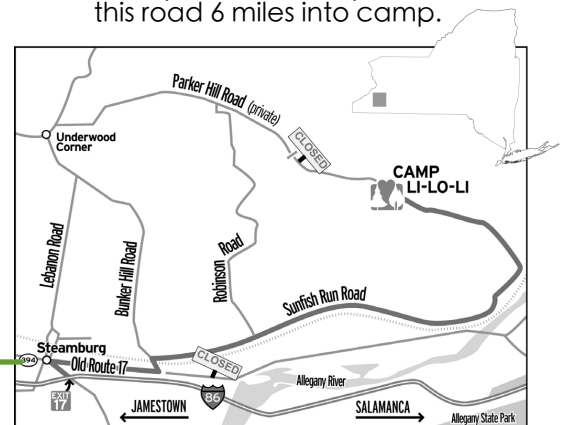 this road 6 miles into camp.
Parker Hill Road (private)
CLOSED
Underwood
Corner
CAMP
LI-LO-LI
Lebanon Road
Bunker Hill Road
Robinson Road
Sunfish Run Road
394
Steamburg
Old Route 17
CLOSED
Allegany River
EXIT
17
86
JAMESTOWN
SALAMANCA
Allegany State Park